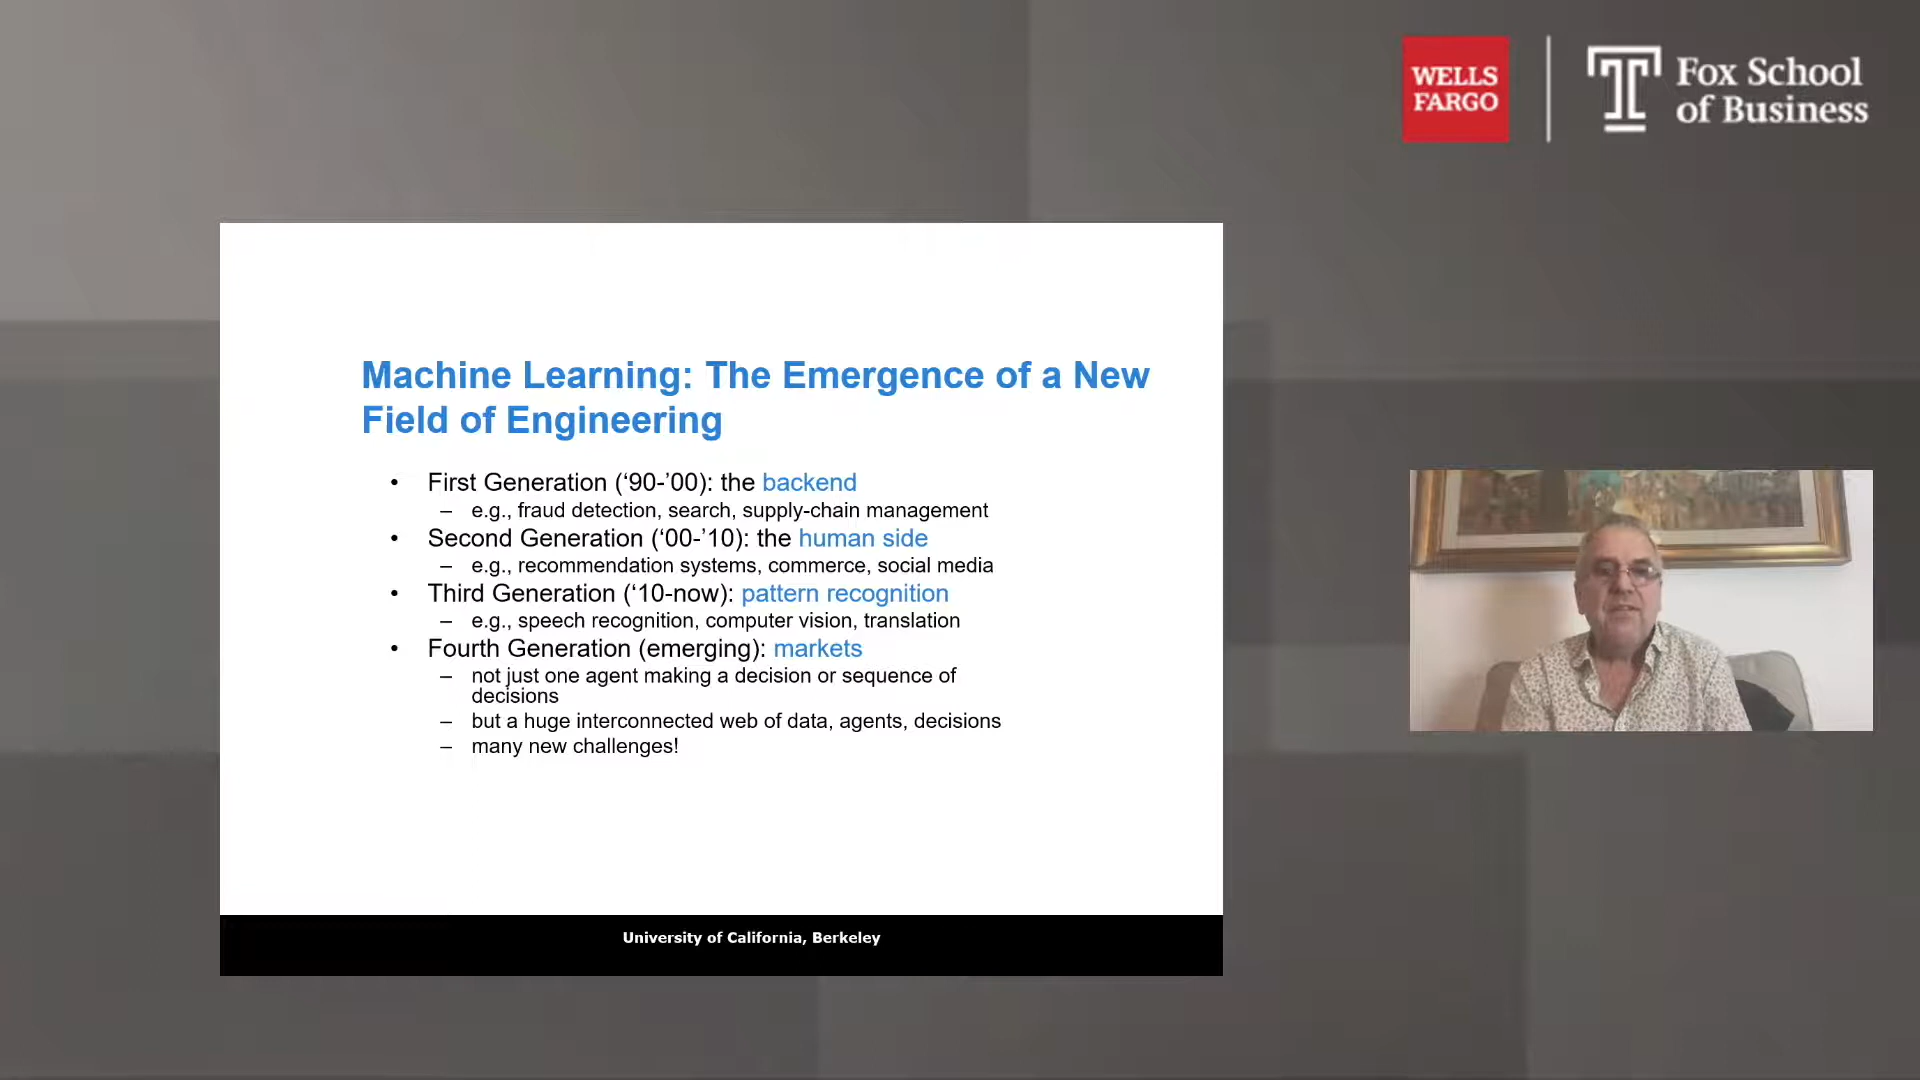 WELLS
FARGO
Fox School
of Business
Machine Learning: The Emergence of a New
Field of Engineering
• First Generation (‘90-’00): the backend
– e.g., fraud detection, search, supply-chain management
• Second Generation (‘00-’10): the human side
– e.g., recommendation systems, commerce, social media
• Third Generation (‘10-now): pattern recognition
– e.g., speech recognition, computer vision, translation
• Fourth Generation (emerging): markets
– not just one agent making a decision or sequence of
decisions
– but a huge interconnected web of data, agents, decisions
– many new challenges!
University of California, Berkeley